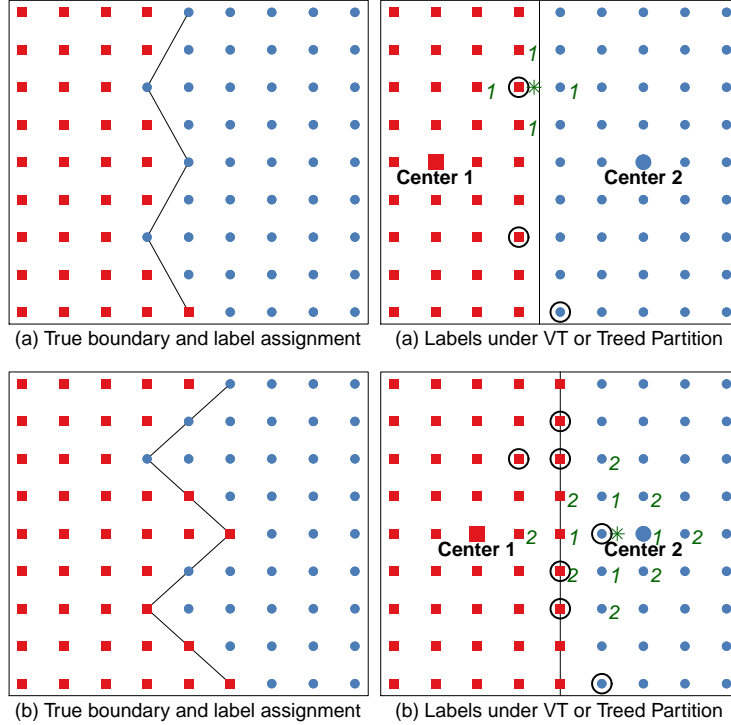 1
1 1
1
Center 1 Center 2
(a) True boundary and label assignment
(a) Labels under VT or Treed Partition
2
2 1 2
2 1 1 2
Center 1 Center 2
2 1 2
2
(b) True boundary and label assignment
(b) Labels under VT or Treed Partition